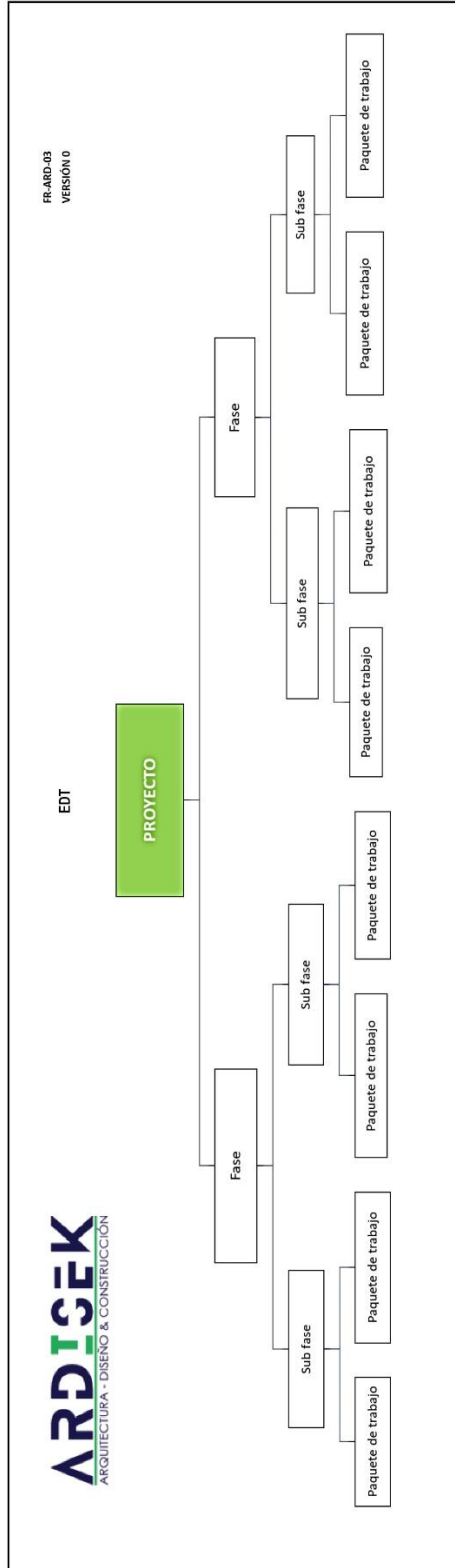 ARDISEK
ARQUITECTURA - DISEÑO & CONSTRUCCIÓN
EDT
FR-ARD-03
VERSIÓN 0
PROYECTO
Fase
Fase
Sub fase
Sub fase
Sub fase
Sub fase
Paquete de trabajo
Paquete de trabajo
Paquete de trabajo
Paquete de trabajo
Paquete de trabajo
Paquete de trabajo
Paquete de trabajo
Paquete de trabajo